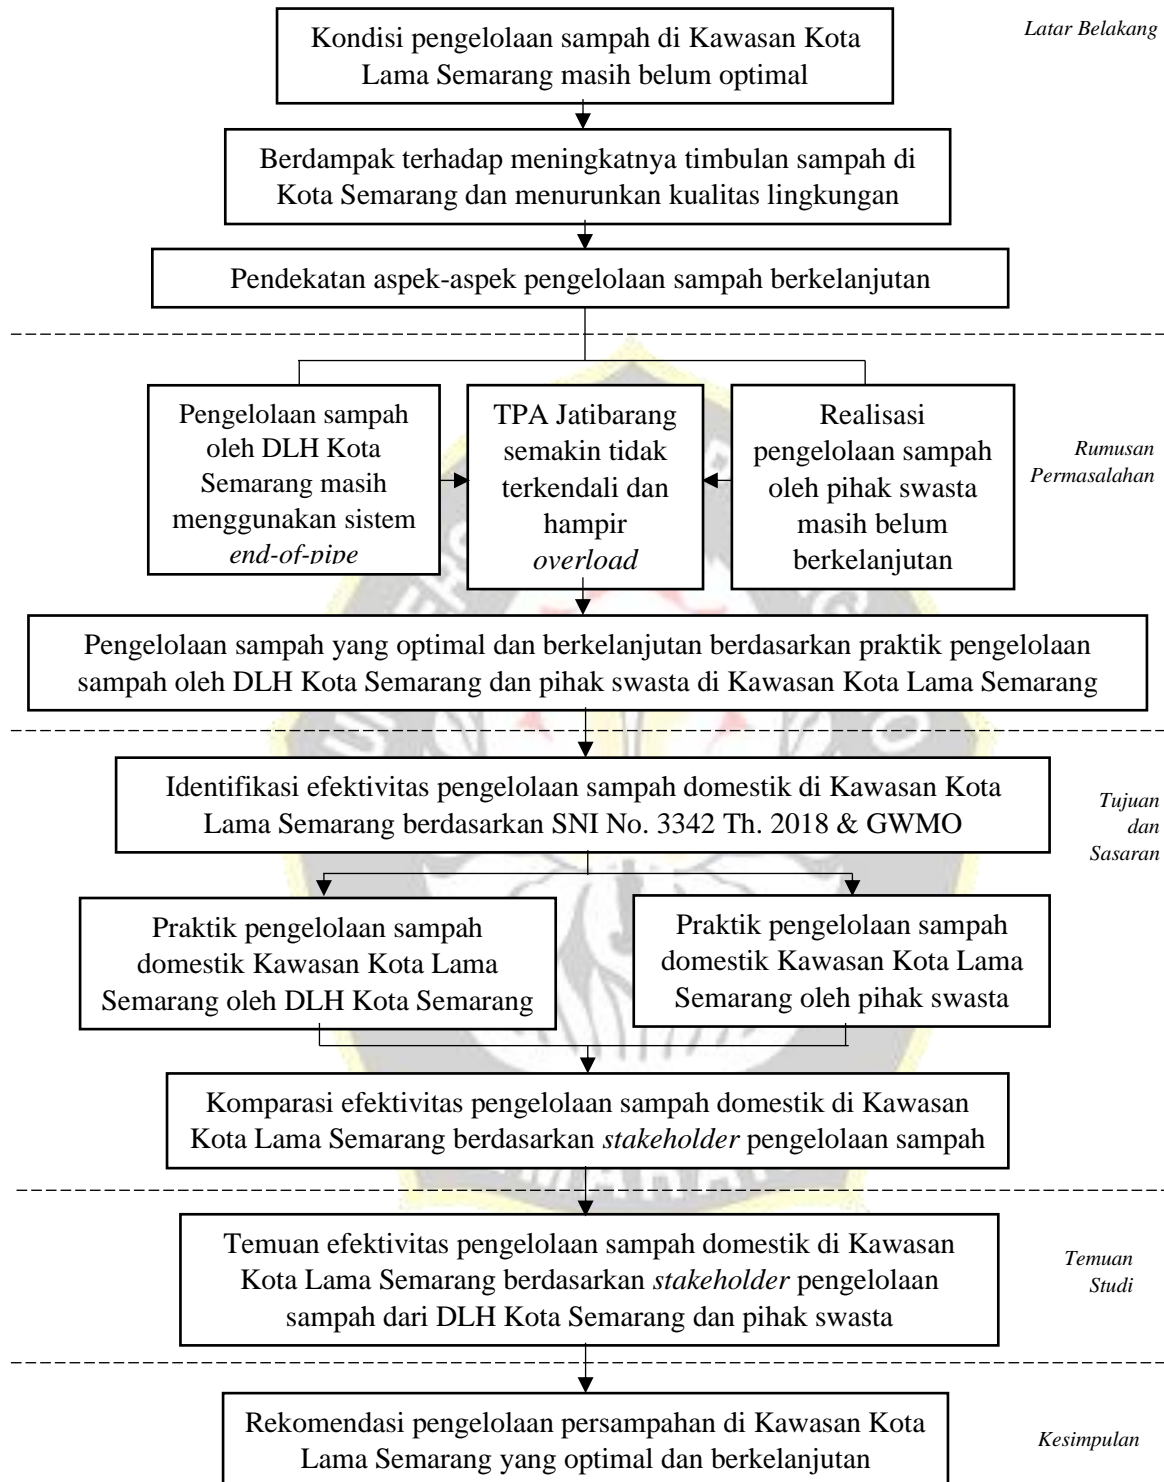 Kondisi pengelolaan sampah di Kawasan Kota
Lama Semarang masih belum optimal
Latar Belakang
Berdampak terhadap meningkatnya timbulan sampah di
Kota Semarang dan menurunkan kualitas lingkungan
Pendekatan aspek-aspek pengelolaan sampah berkelanjutan
Pengelolaan sampah
oleh DLH Kota
Semarang masih
menggunakan sistem
end-of-pipe
TPA Jatibarang
semakin tidak
terkendali dan
hampir
overload
Realisasi
pengelolaan sampah
oleh pihak swasta
masih belum
berkelanjutan
Rumusan
Permasalahan
Pengelolaan sampah yang optimal dan berkelanjutan berdasarkan praktik pengelolaan
sampah oleh DLH Kota Semarang dan pihak swasta di Kawasan Kota Lama Semarang
Identifikasi efektivitas pengelolaan sampah domestik di Kawasan Kota
Lama Semarang berdasarkan SNI No. 3342 Th. 2018 & GWMO
Tujuan
dan
Sasaran
Praktik pengelolaan sampah
domestik Kawasan Kota Lama
Semarang oleh DLH Kota Semarang
Praktik pengelolaan sampah
domestik Kawasan Kota Lama
Semarang oleh pihak swasta
Komparasi efektivitas pengelolaan sampah domestik di Kawasan
Kota Lama Semarang berdasarkan stakeholder pengelolaan sampah
Temuan efektivitas pengelolaan sampah domestik di Kawasan
Kota Lama Semarang berdasarkan stakeholder pengelolaan
sampah dari DLH Kota Semarang dan pihak swasta
Temuan
Studi
Rekomendasi pengelolaan persampahan di Kawasan Kota
Lama Semarang yang optimal dan berkelanjutan
Kesimpulan